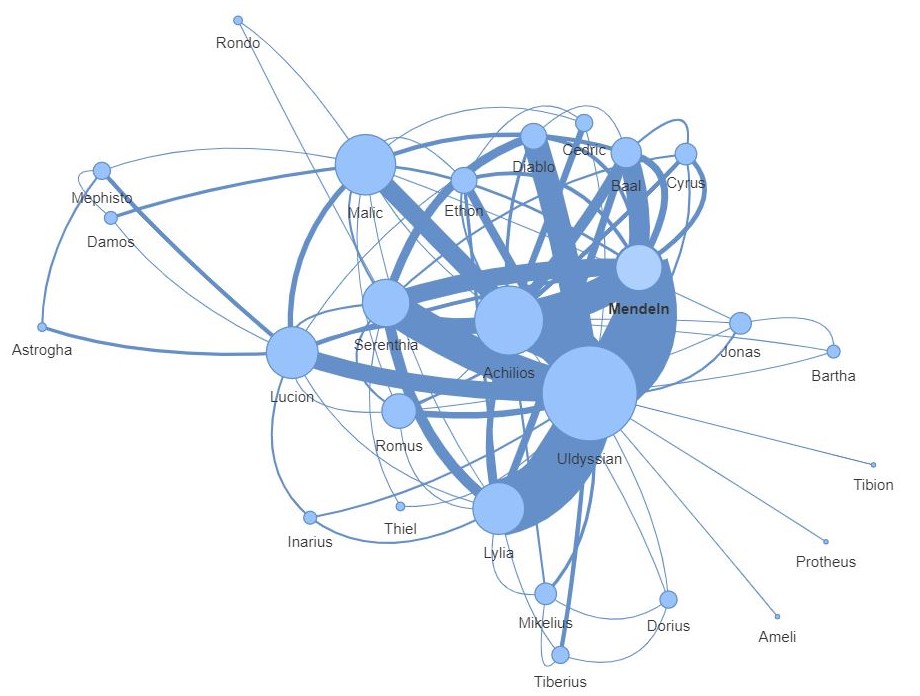 Rondo
Cedric
Diablo
Baal
Cyrus
Mephisto
Malic
Ethon
Damos
Mendeln
Astrogha
Serenthia
Jonas
Achilios
Bartha
Lucion
Romus
Uldyssian
Tibion
Thiel
Inarius
Lylia
Protheus
Mikelius
Dorius
Ameli
Tiberius